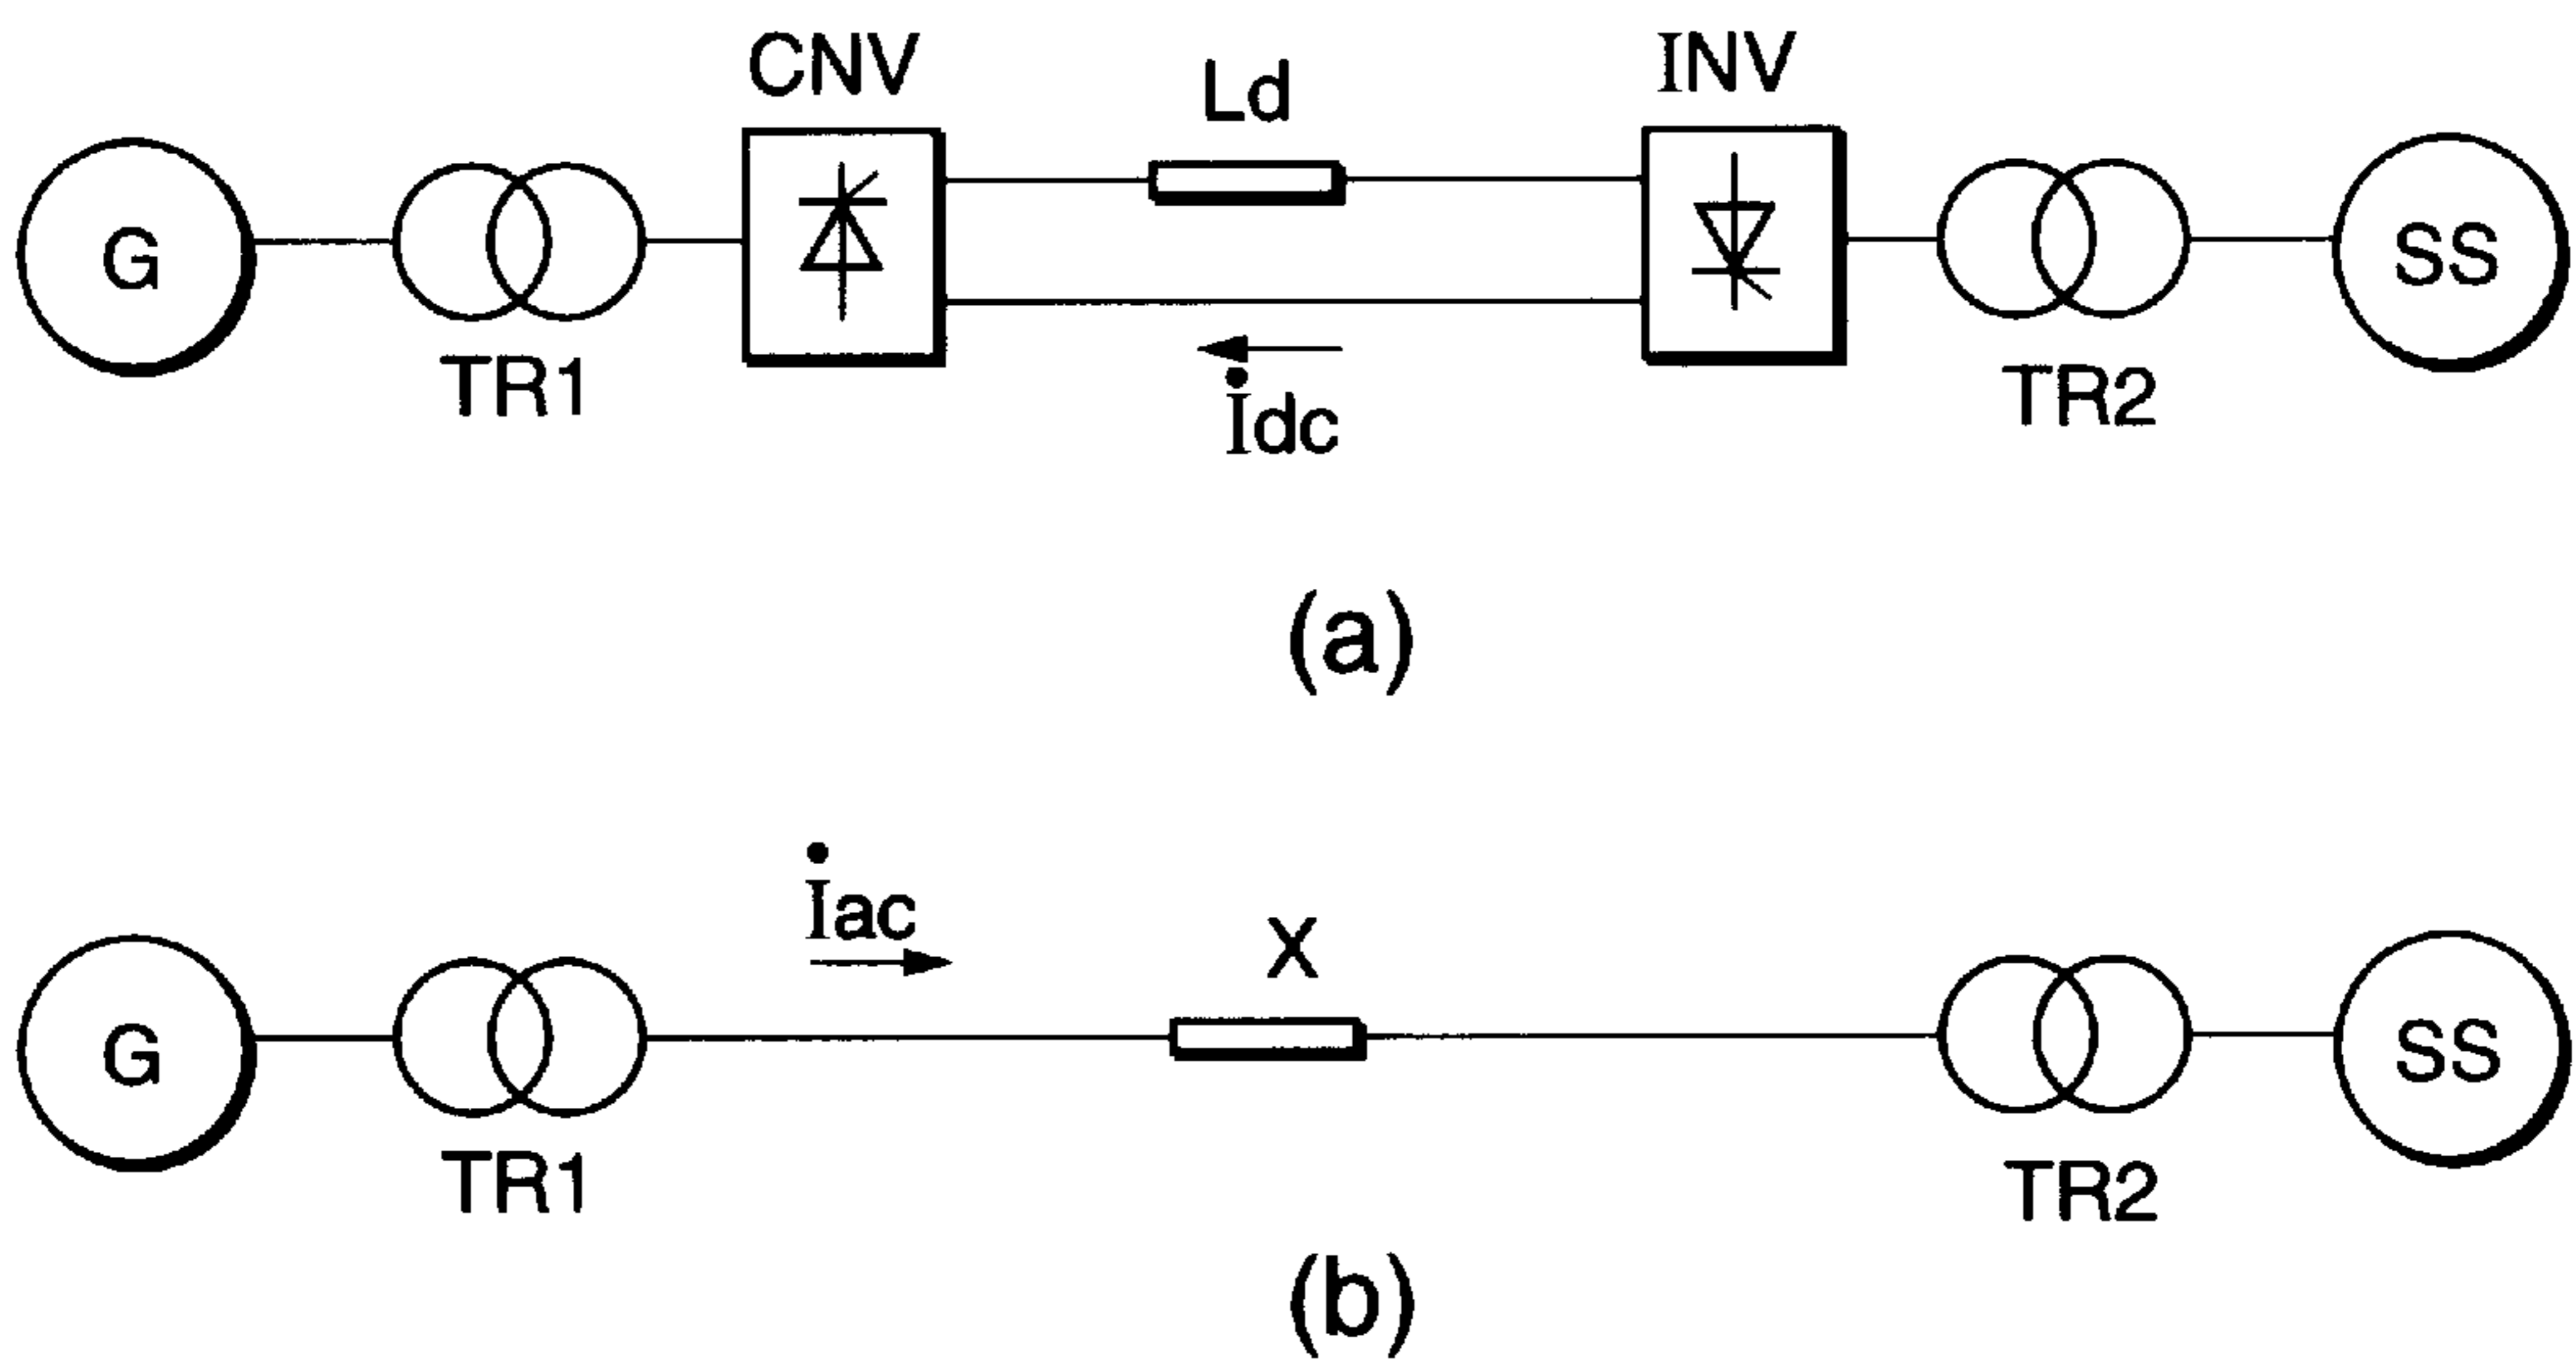 CNV Ld INV
G SS
TR1 İdc TR2
(a)
İac X
G SS
TR1 TR2
(b)